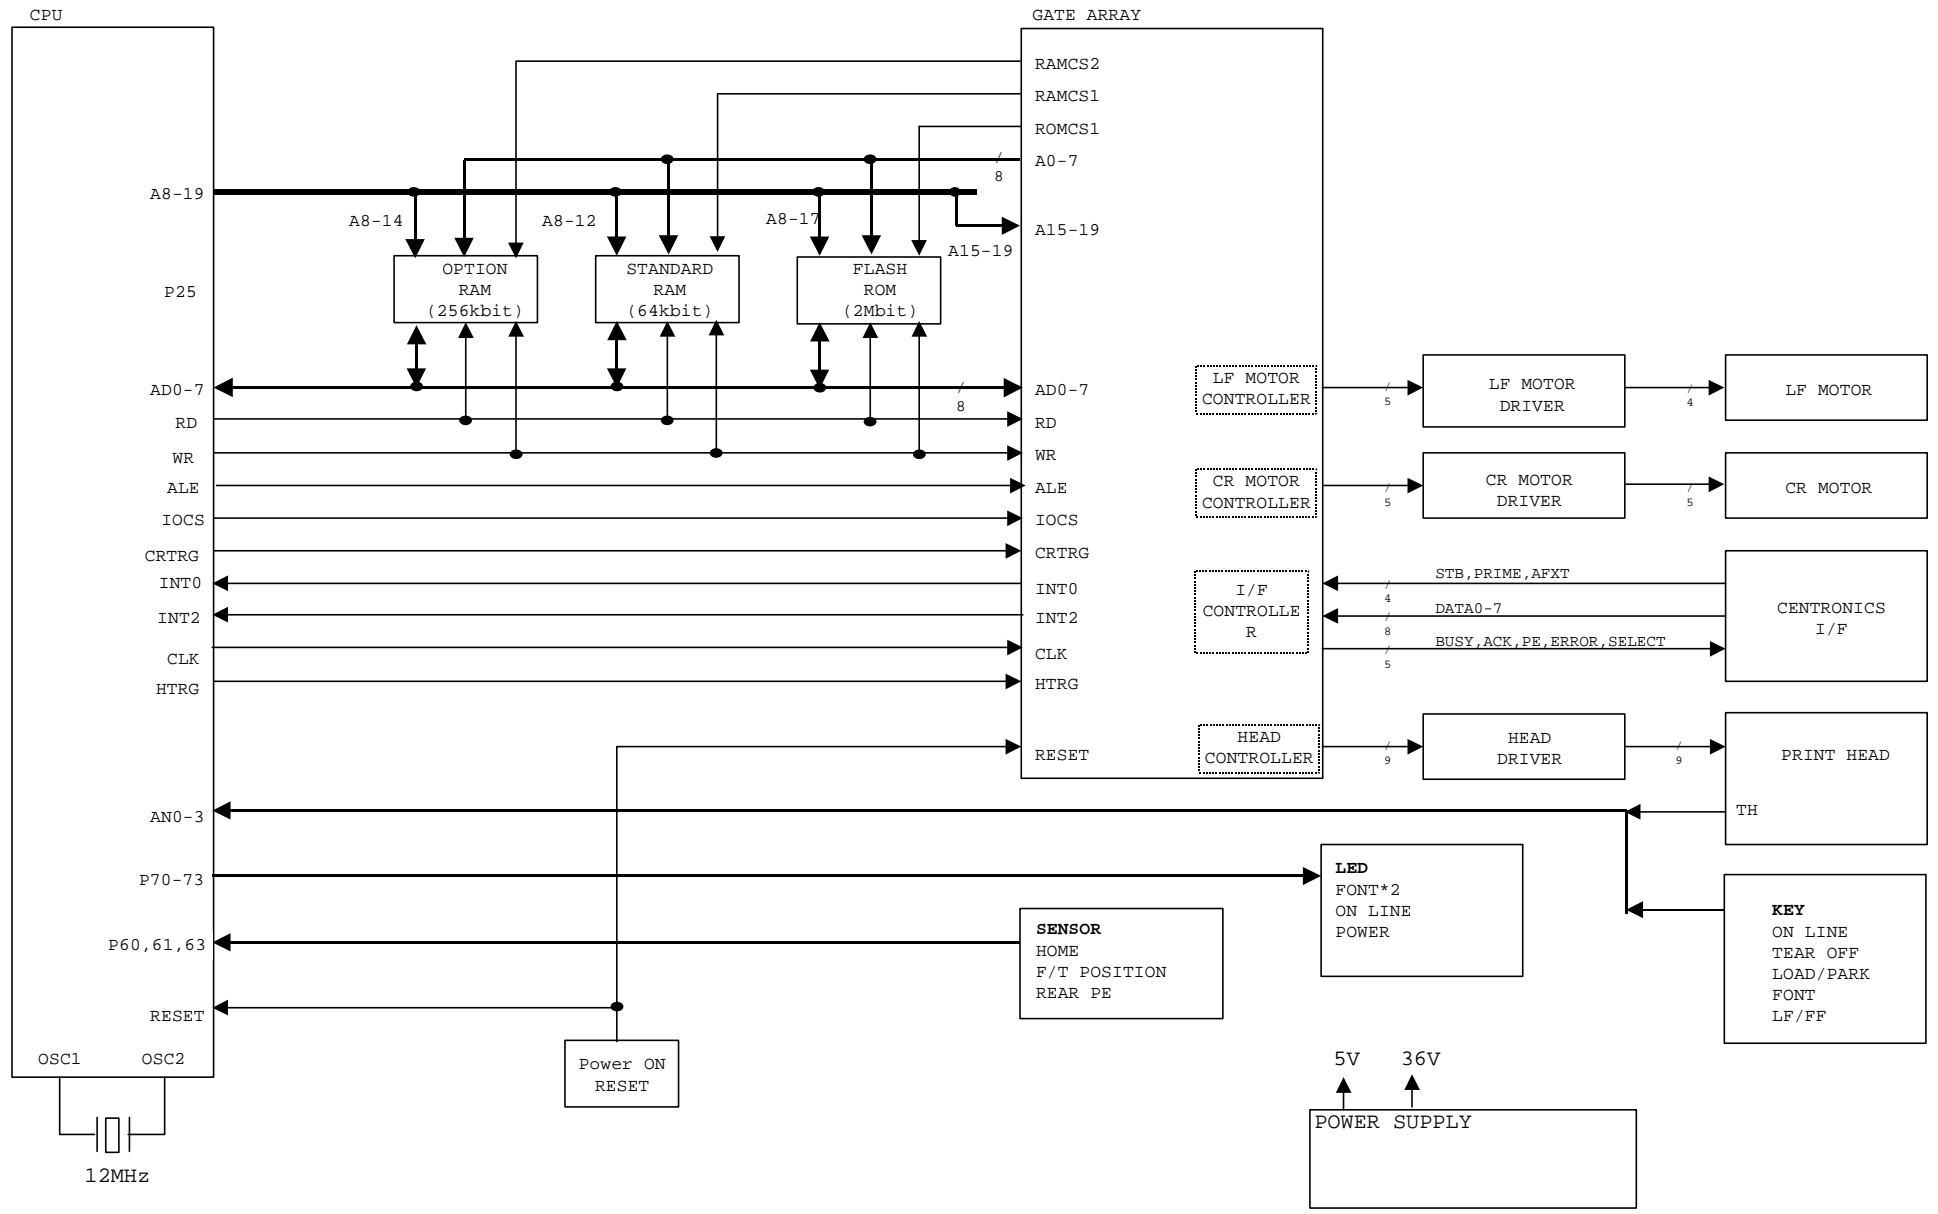 CPU
GATE ARRAY
RAMCS2
RAMCS1
ROMCS1
A0-7
/
8
A8-19
A8-14
A8-12
A8-17
A15-19
A15-19
OPTION
RAM
(256kbit)
STANDARD
RAM
(64kbit)
FLASH
ROM
(2Mbit)
P25
AD0-7
/
8
AD0-7
RD
RD
WR
WR
ALE
ALE
IOCS
IOCS
CRTRG
CRTRG
INT0
INT0
INT2
INT2
CLK
CLK
HTRG
HTRG
RESET
LF MOTOR
CONTROLLER
/
5
LF MOTOR
DRIVER
/
4
LF MOTOR
CR MOTOR
CONTROLLER
/
5
CR MOTOR
DRIVER
/
5
CR MOTOR
I/F
CONTROLLE
R
STB,PRIME,AFXT
/
4
DATA0-7
/
8
BUSY,ACK,PE,ERROR,SELECT
/
5
CENTRONICS
I/F
HEAD
CONTROLLER
/
9
HEAD
DRIVER
/
9
PRINT HEAD
TH
AN0-3
P70-73
LED
FONT*2
ON LINE
POWER
P60,61,63
SENSOR
HOME
F/T POSITION
REAR PE
KEY
ON LINE
TEAR OFF
LOAD/PARK
FONT
LF/FF
RESET
OSC1
OSC2
Power ON
RESET
12MHz
5V
36V
POWER SUPPLY